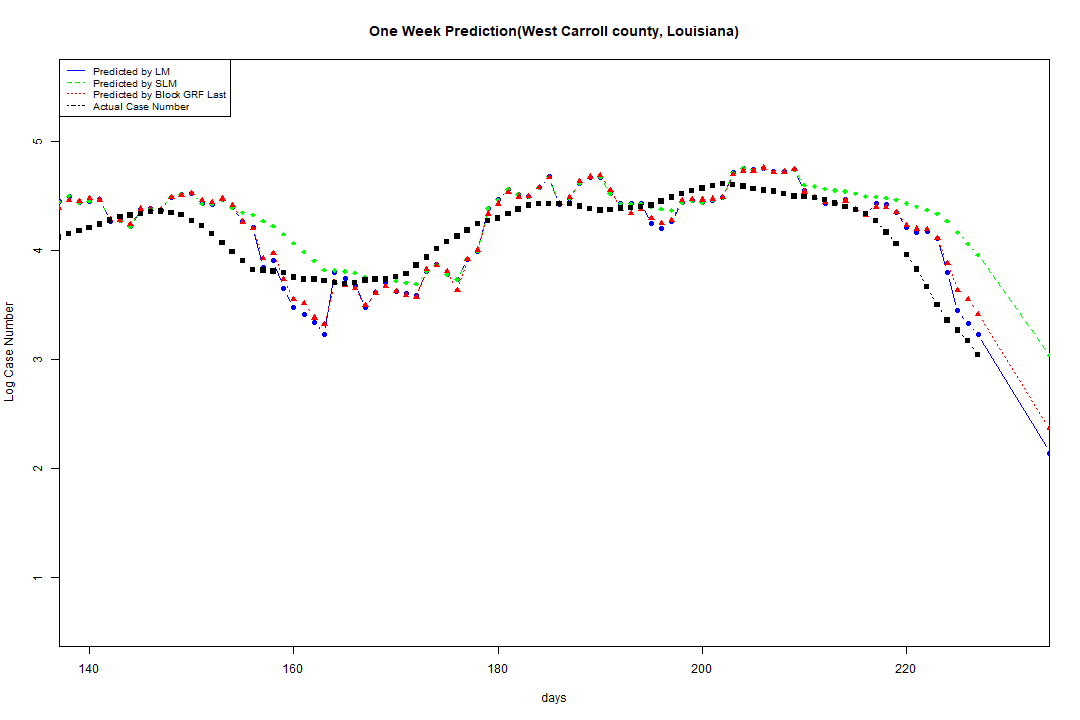 One Week Prediction(West Carroll county, Louisiana)
Predicted by LM
Predicted by SLM
Predicted by Block GRF Last
Actual Case Number
5
4
3
2
1
Log Case Number
140 160 180 200 220
days